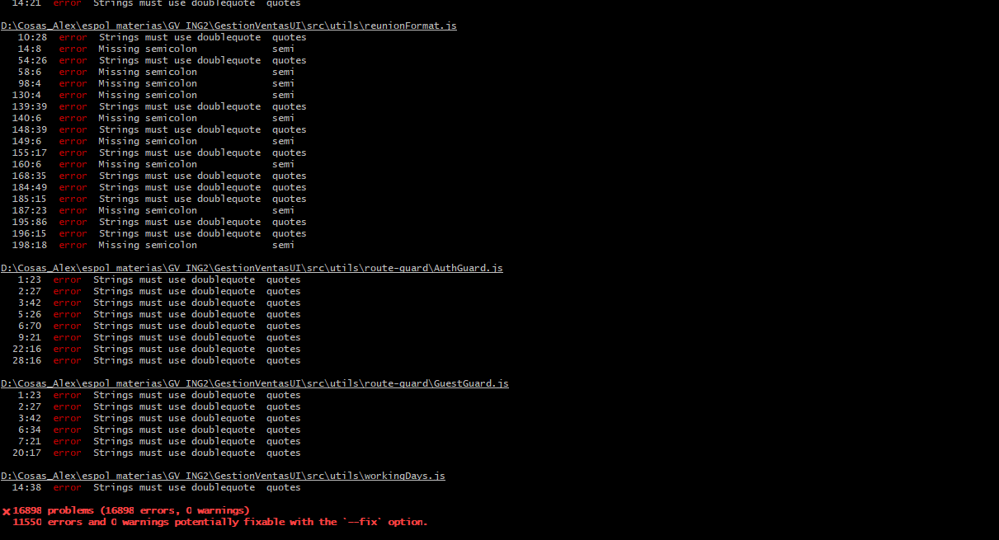 14:21  error  Strings must use doublequote  quotes
D:\Cosas_Alex\espol_materias\GV_ING2\GestionVentasUI\src\utils\reunionFormat.js
10:28  error  Strings must use doublequote  quotes
14:8  error  Missing semicolon  semi
54:26  error  Strings must use doublequote  quotes
58:6  error  Missing semicolon  semi
98:4  error  Missing semicolon  semi
130:4  error  Missing semicolon  semi
139:39  error  Strings must use doublequote  quotes
140:6  error  Missing semicolon  semi
148:39  error  Strings must use doublequote  quotes
149:6  error  Missing semicolon  semi
155:17  error  Strings must use doublequote  quotes
160:6  error  Missing semicolon  semi
168:35  error  Strings must use doublequote  quotes
184:49  error  Strings must use doublequote  quotes
185:15  error  Strings must use doublequote  quotes
187:23  error  Missing semicolon  semi
195:86  error  Strings must use doublequote  quotes
196:15  error  Strings must use doublequote  quotes
198:18  error  Missing semicolon  semi
D:\Cosas_Alex\espol_materias\GV_ING2\GestionVentasUI\src\utils\route-guard\AuthGuard.js
1:23  error  Strings must use doublequote  quotes
2:27  error  Strings must use doublequote  quotes
3:42  error  Strings must use doublequote  quotes
5:26  error  Strings must use doublequote  quotes
6:70  error  Strings must use doublequote  quotes
9:21  error  Strings must use doublequote  quotes
22:16  error  Strings must use doublequote  quotes
28:16  error  Strings must use doublequote  quotes
D:\Cosas_Alex\espol_materias\GV_ING2\GestionVentasUI\src\utils\route-guard\GuestGuard.js
1:23  error  Strings must use doublequote  quotes
2:27  error  Strings must use doublequote  quotes
3:42  error  Strings must use doublequote  quotes
6:34  error  Strings must use doublequote  quotes
7:21  error  Strings must use doublequote  quotes
20:17  error  Strings must use doublequote  quotes
D:\Cosas_Alex\espol_materias\GV_ING2\GestionVentasUI\src\utils\workingDays.js
14:38  error  Strings must use doublequote  quotes
✖ 16898 problems (16898 errors, 0 warnings)
11550 errors and 0 warnings potentially fixable with the `--fix` option.